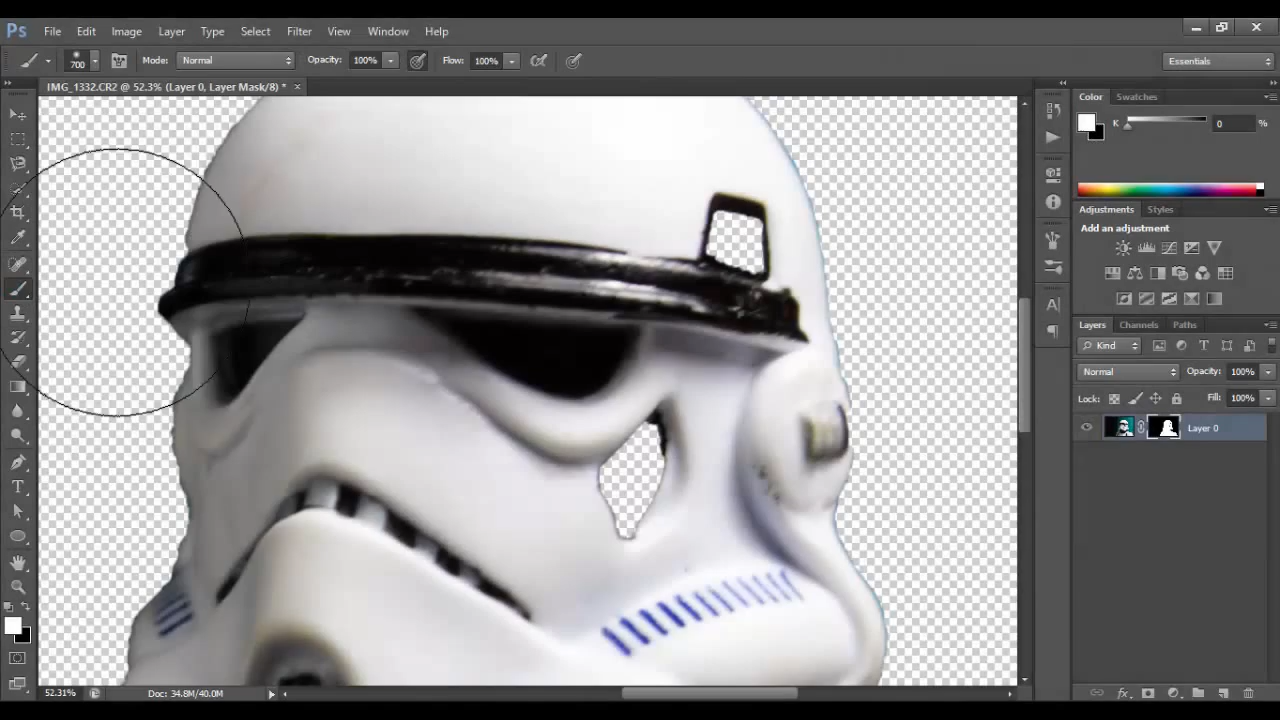 Ps File Edit Image Layer Type Select Filter View Window Help
700 Mode: Normal Opacity: 100% Flow: 100% Essentials
IMG_1332.CR2 @ 52.3% (Layer 0, Layer Mask/8) * ×
Color Swatches
K 0 %
Adjustments Styles
Add an adjustment
Layers Channels Paths
Kind T
Normal Opacity: 100%
Lock: Fill: 100%
Layer 0
T
A
52.31% Doc: 34.8M/40.0M
fx